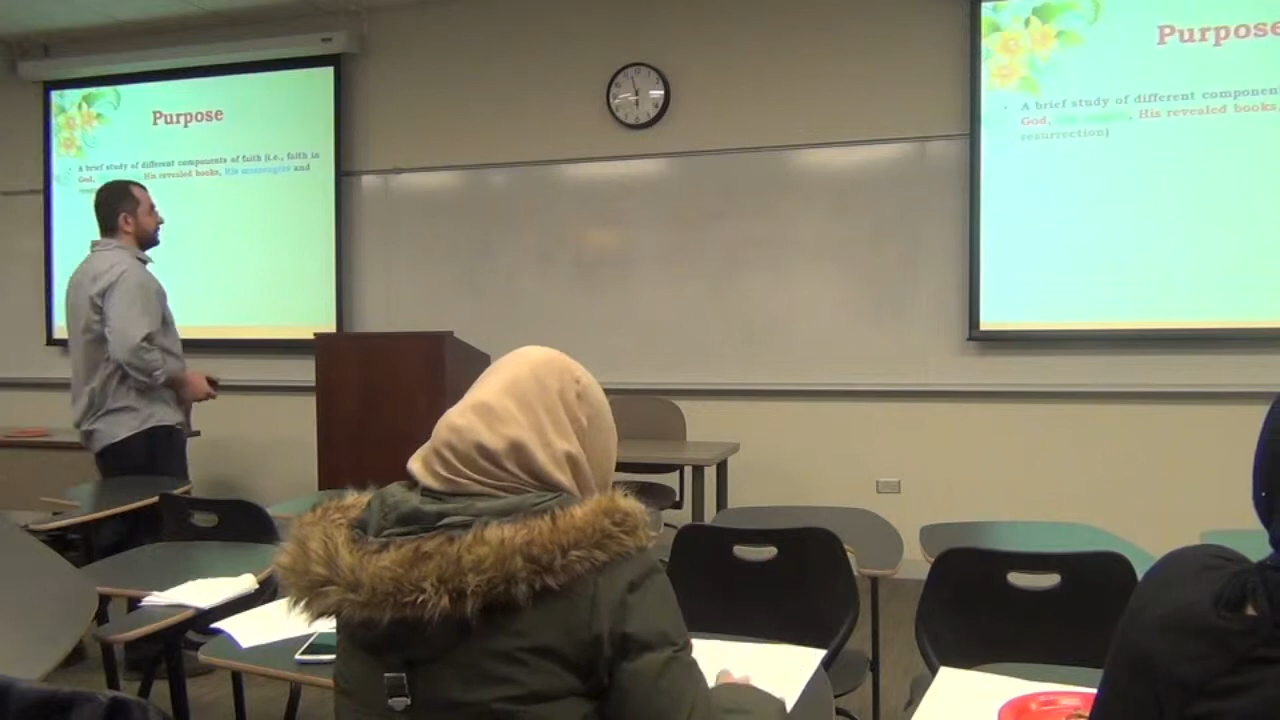 Purpose
A brief study of different components of faith (i.e., faith in
God, His revealed books, His messengers and
Purpose
A brief study of different componen
God, . His revealed books,
resurrection)